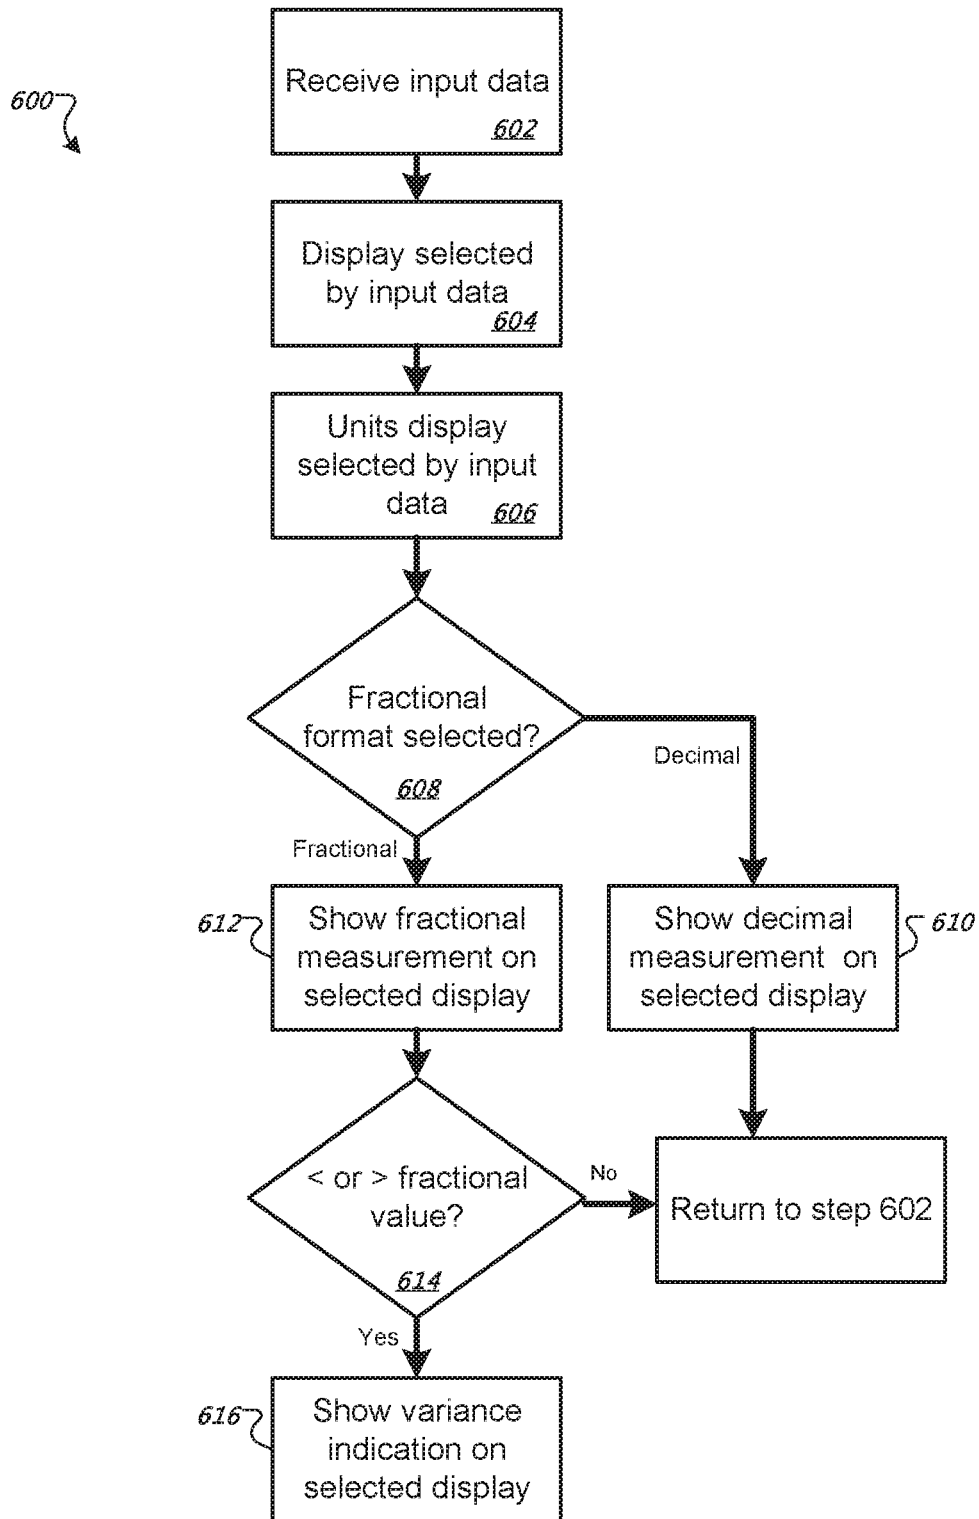 600
Receive input data
602
Display selected
by input data
604
Units display
selected by input
data
606
Fractional
format selected?
608
Decimal
Fractional
612
Show fractional
measurement on
selected display
Show decimal
measurement on
selected display
610
< or > fractional
value?
614
No
Return to step 602
Yes
616
Show variance
indication on
selected display